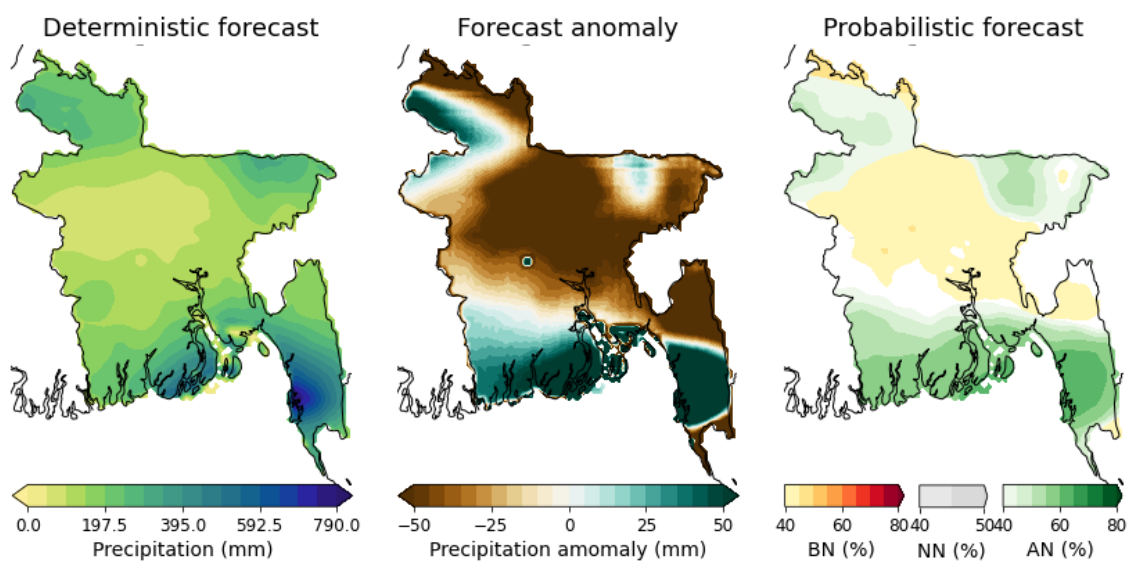 Deterministic forecast
Forecast anomaly
Probabilistic forecast
0.0 197.5 395.0 592.5 790.0
Precipitation (mm)
−50 −25 0 25 50
Precipitation amomaly (mm)
40 60 80
BN (%)
40 50
NN (%)
40 60 80
AN (%)